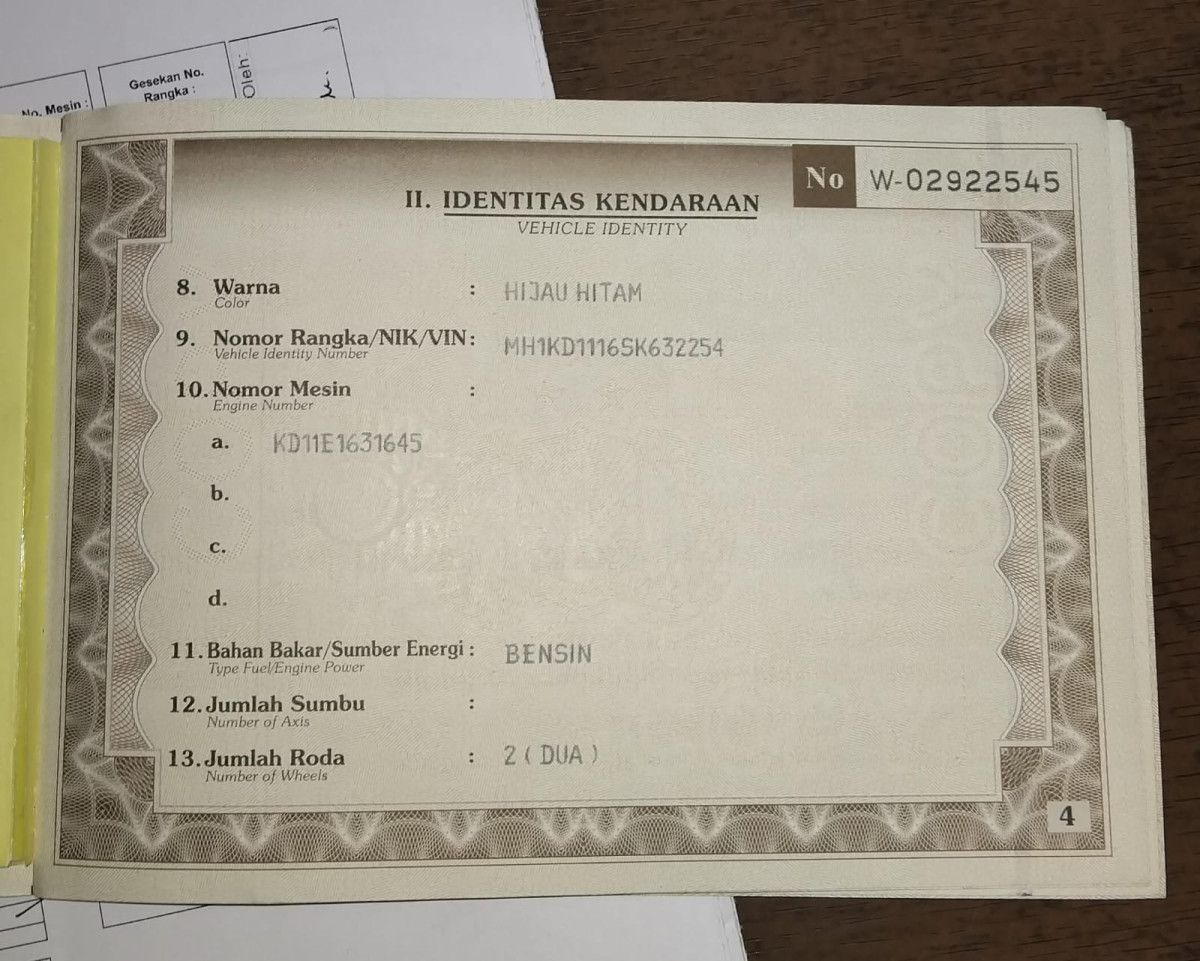 Gesekan No.
Rangka :
No. Mesin :
Oleh:
No W-02922545
II. IDENTITAS KENDARAAN
VEHICLE IDENTITY
8. Warna : HIJAU HITAM
Color
9. Nomor Rangka/NIK/VIN : MH1KD1116SK632254
Vehicle Identity Number
10. Nomor Mesin :
Engine Number
a. KD11E1631645
b.
c.
d.
11. Bahan Bakar/Sumber Energi : BENSIN
Type Fuel/Engine Power
12. Jumlah Sumbu :
Number of Axis
13. Jumlah Roda : 2 ( DUA )
Number of Wheels
4